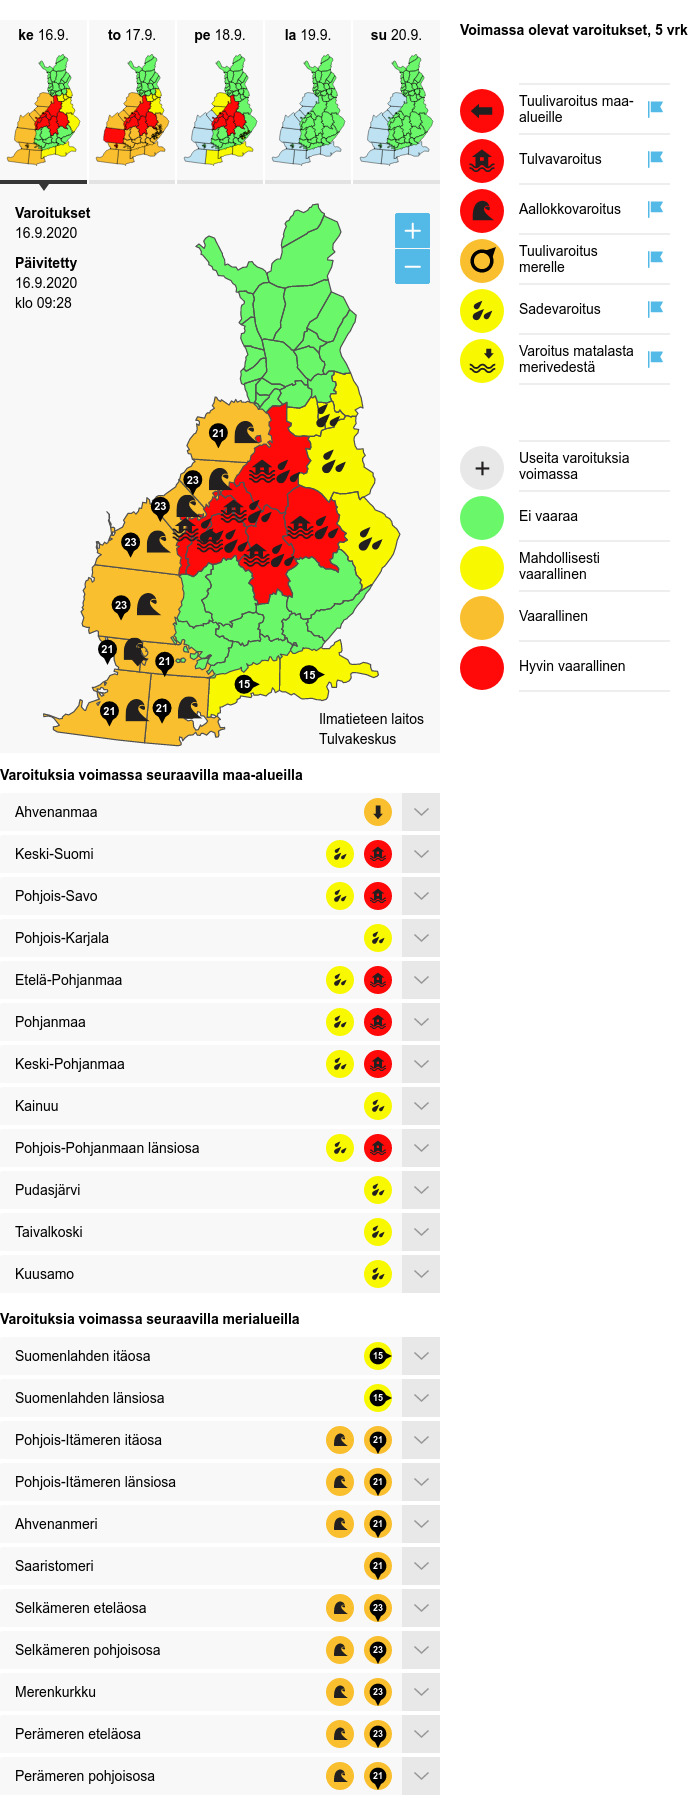 ke 16.9.
to 17.9.
pe 18.9.
la 19.9.
su 20.9.
Voimassa olevat varoitukset, 5 vrk
Varoitukset
16.9.2020
Päivitetty
16.9.2020
klo 09:28
+
−
21
23
23
23
23
21
21
21
21
15
15
Ilmatieteen laitos
Tulvakeskus
Tuulivaroitus maa-
alueille
Tulvavaroitus
Aallokkovaroitus
Tuulivaroitus
merelle
Sadevaroitus
Varoitus matalasta
merivedestä
+
Useita varoituksia
voimassa
Ei vaaraa
Mahdollisesti
vaarallinen
Vaarallinen
Hyvin vaarallinen
Varoituksia voimassa seuraavilla maa-alueilla
Ahvenanmaa
Keski-Suomi
Pohjois-Savo
Pohjois-Karjala
Etelä-Pohjanmaa
Pohjanmaa
Keski-Pohjanmaa
Kainuu
Pohjois-Pohjanmaan länsiosa
Pudasjärvi
Taivalkoski
Kuusamo
Varoituksia voimassa seuraavilla merialueilla
Suomenlahden itäosa 15
Suomenlahden länsiosa 15
Pohjois-Itämeren itäosa 21
Pohjois-Itämeren länsiosa 21
Ahvenanmeri 21
Saaristomeri 21
Selkämeren eteläosa 23
Selkämeren pohjoisosa 23
Merenkurkku 23
Perämeren eteläosa 23
Perämeren pohjoisosa 21